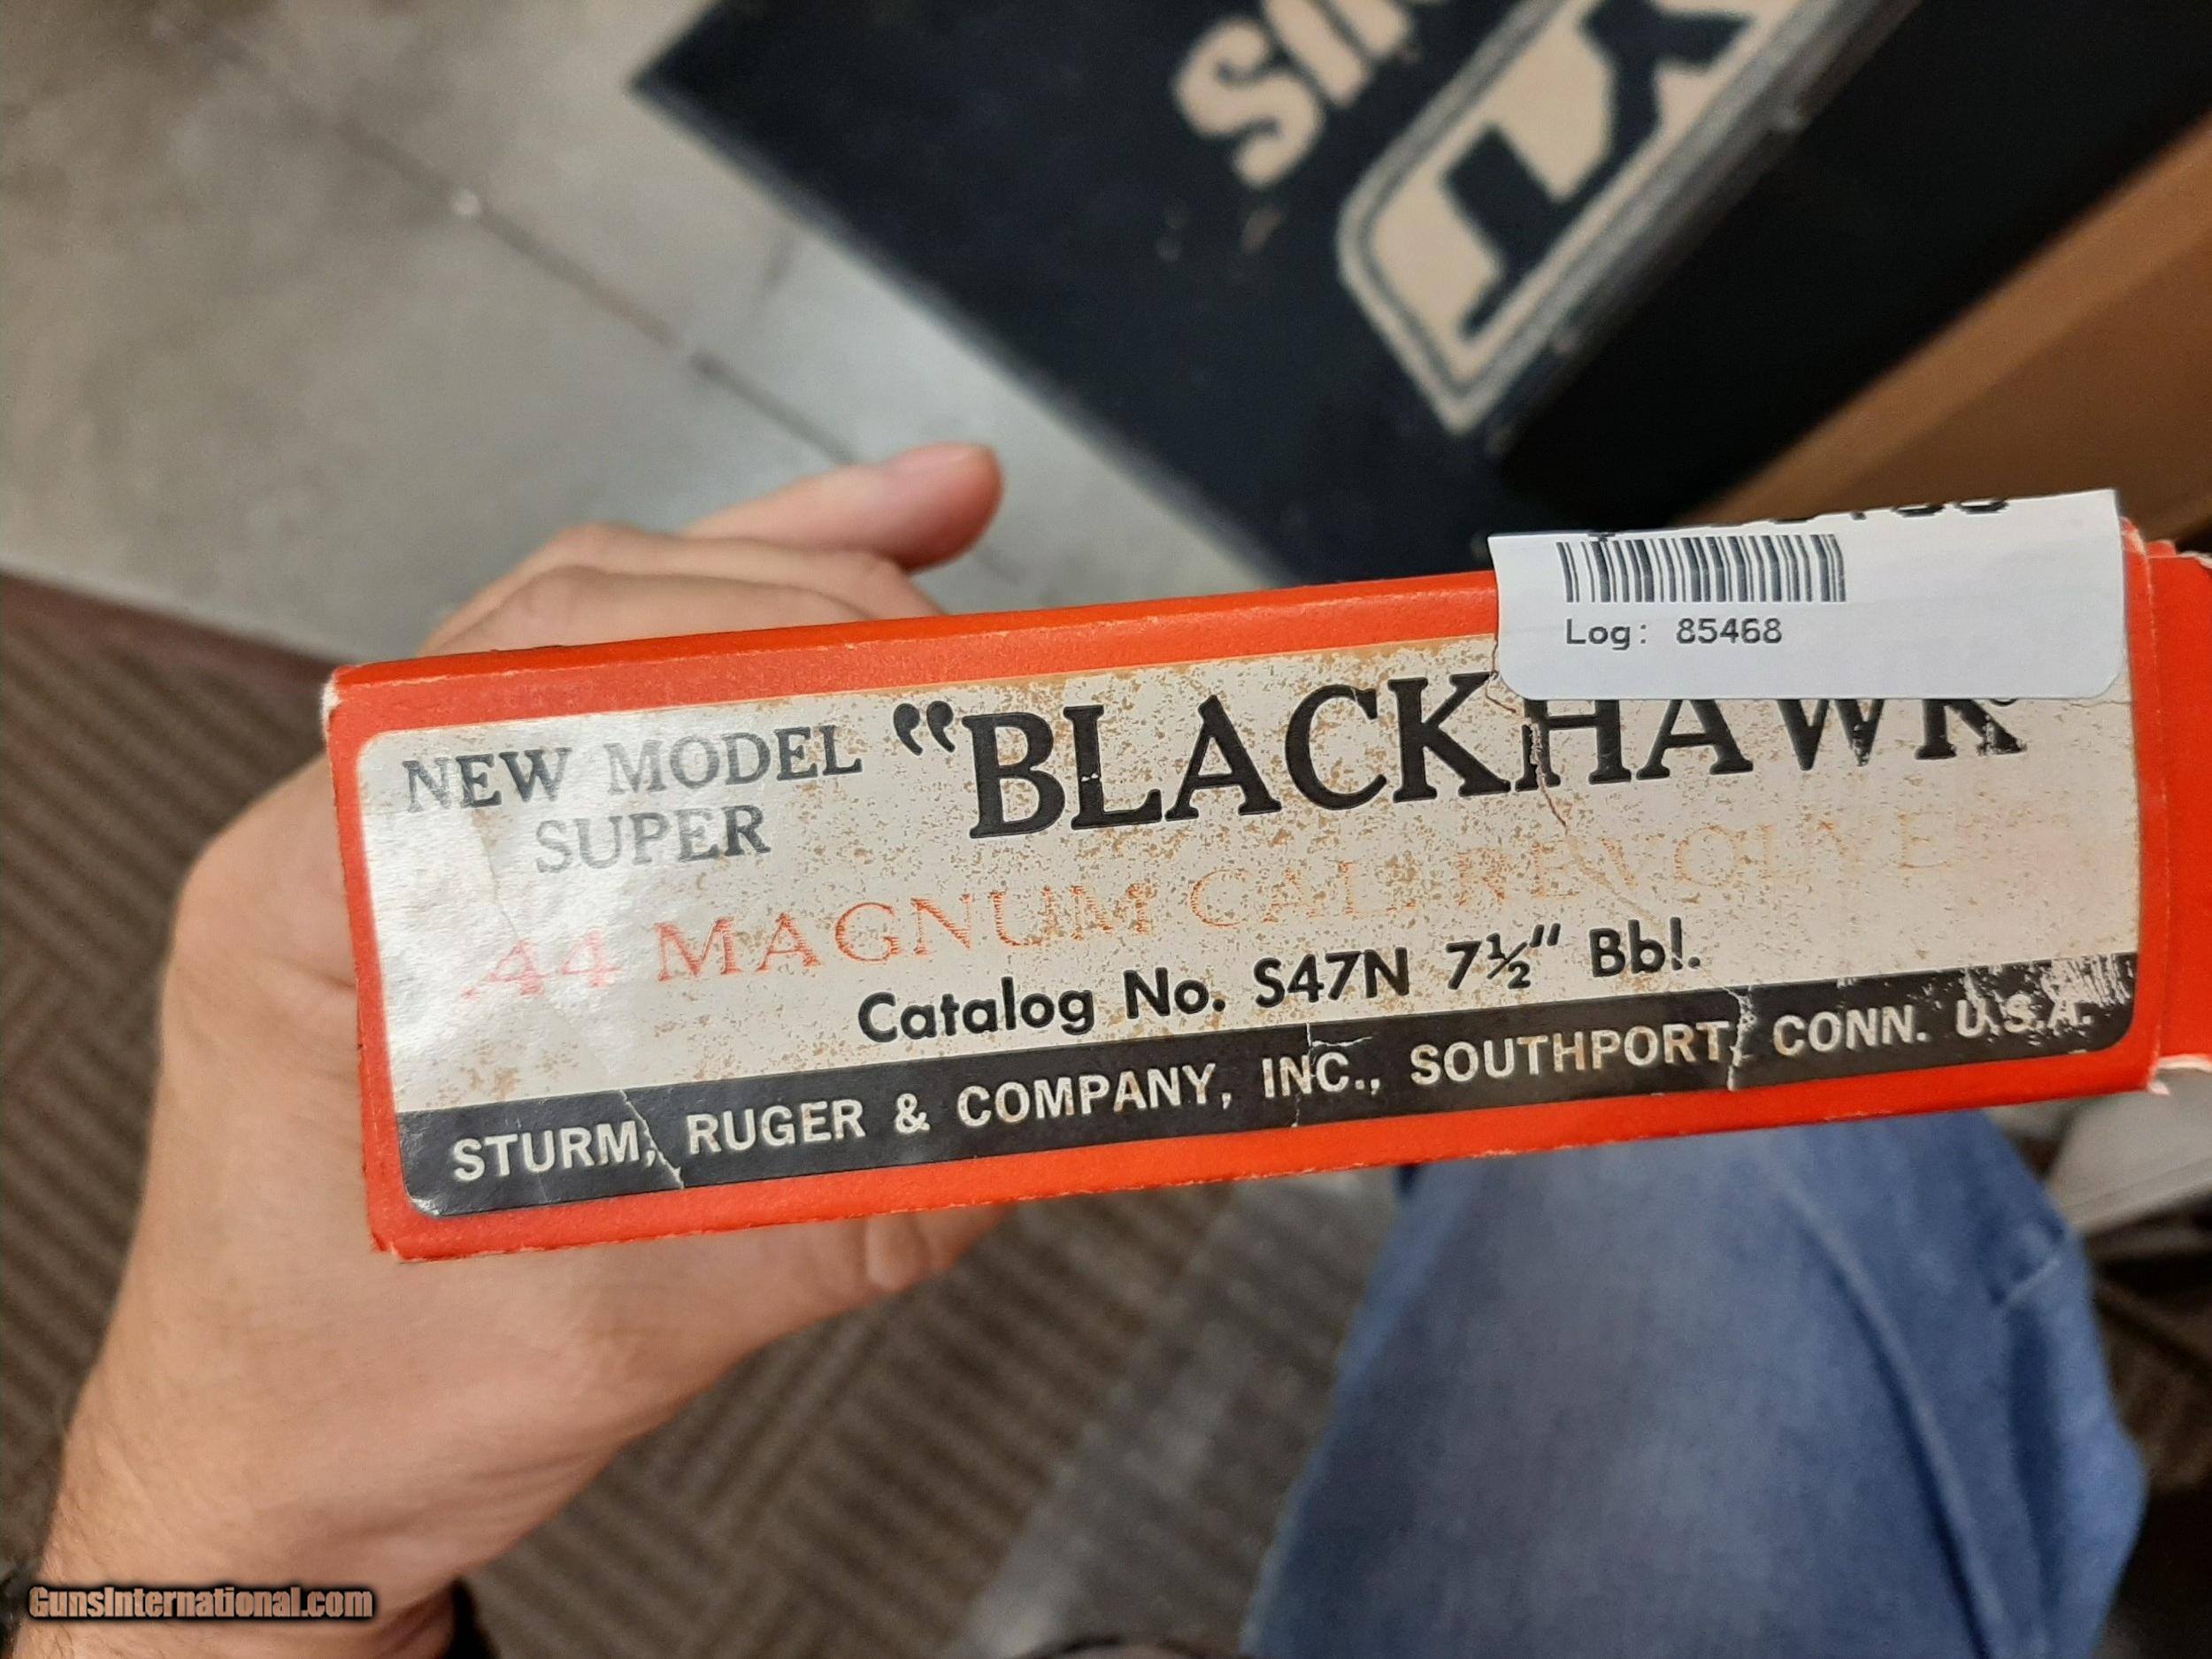 Log: 85468
NEW MODEL "BLACKHAWK"
SUPER
.44 MAGNUM CAL. REVOLVER
Catalog No. S47N 7½" Bbl.
STURM, RUGER & COMPANY, INC., SOUTHPORT, CONN. U.S.A.
GunsInternational.com